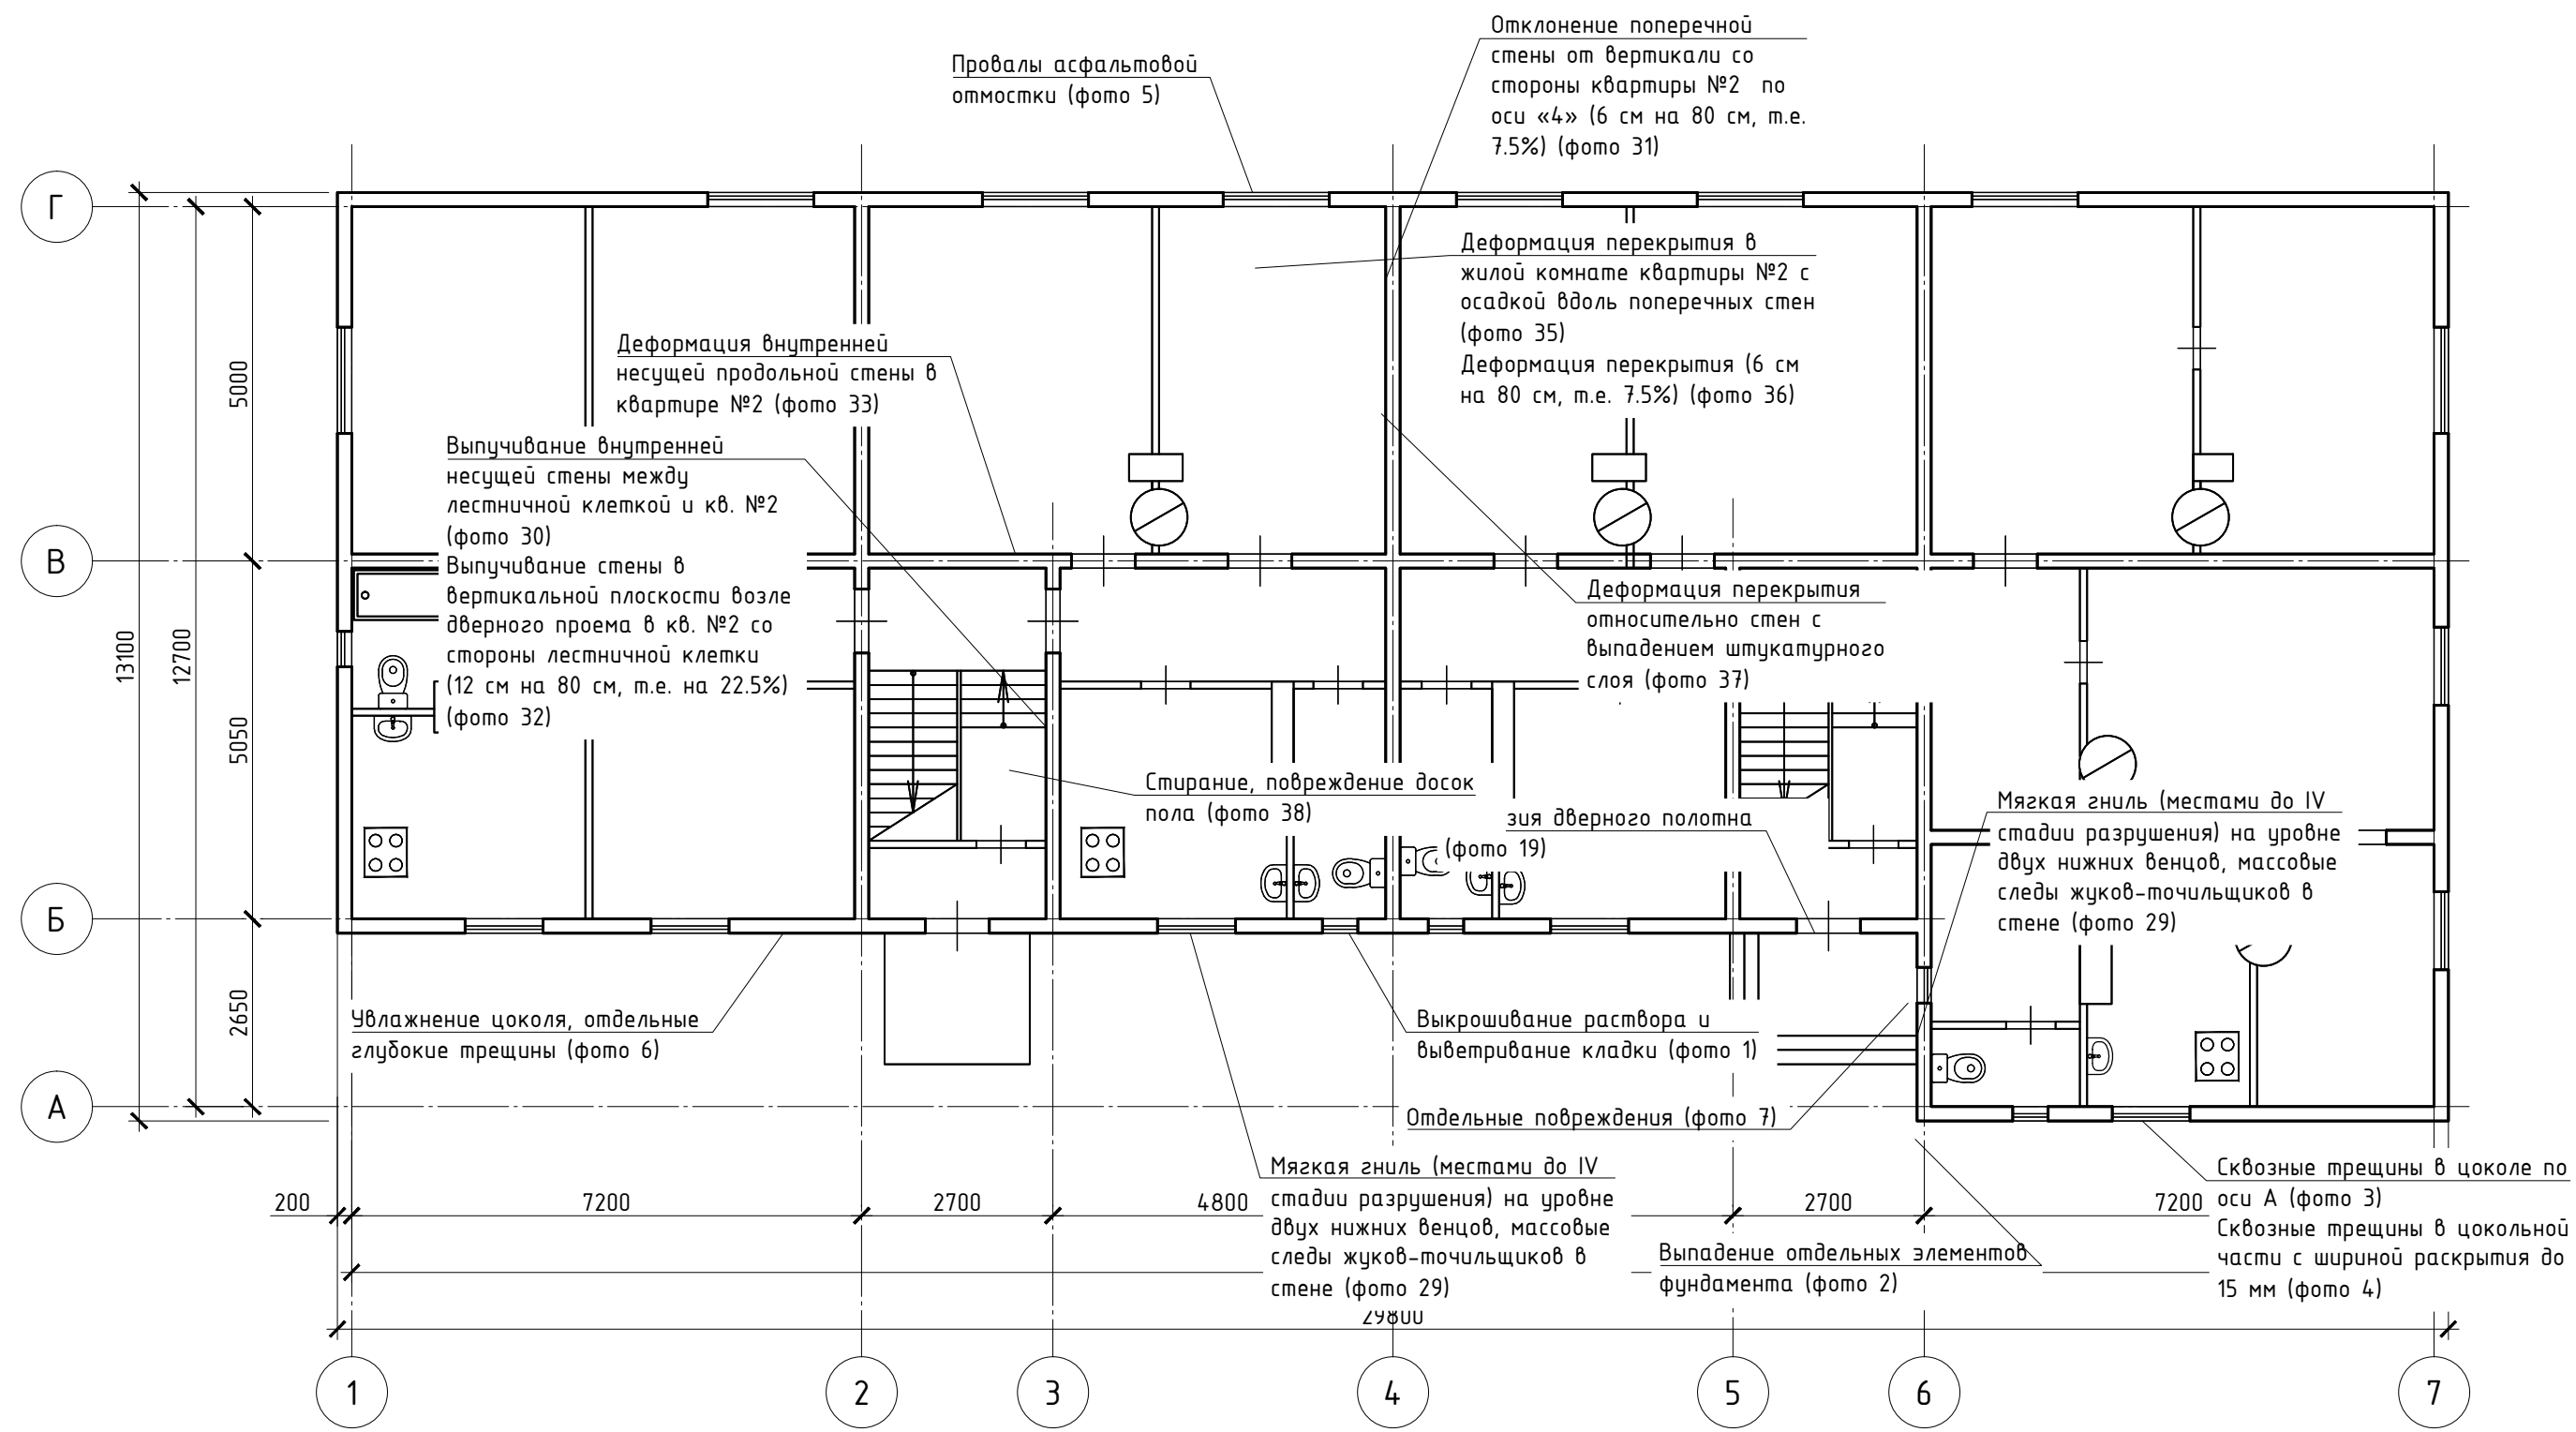 Отклонение поперечной
стены от вертикали со
стороны квартиры №2 по
оси «4» (6 см на 80 см, т.е.
7.5%) (фото 31)
Провалы асфальтовой
отмостки (фото 5)
Г
Деформация перекрытия в
жилой комнате квартиры №2 с
осадкой вдоль поперечных стен
(фото 35)
Деформация перекрытия (6 см
на 80 см, т.е. 7.5%) (фото 36)
Деформация внутренней
несущей продольной стены в
квартире №2 (фото 33)
5000
Выпучивание внутренней
несущей стены между
лестничной клеткой и кв. №2
(фото 30)
Выпучивание стены в
вертикальной плоскости возле
дверного проема в кв. №2 со
стороны лестничной клетки
(12 см на 80 см, т.е. на 22.5%)
(фото 32)
В
Деформация перекрытия
относительно стен с
выпадением штукатурного
слоя (фото 37)
13100
12700
5050
Стирание, повреждение досок
пола (фото 38)
зия дверного полотна
(фото 19)
Мягкая гниль (местами до IV
стадии разрушения) на уровне
двух нижних венцов, массовые
следы жуков-точильщиков в
стене (фото 29)
Б
2650
Увлажнение цоколя, отдельные
глубокие трещины (фото 6)
Выкрошивание раствора и
выветривание кладки (фото 1)
А
Отдельные повреждения (фото 7)
Мягкая гниль (местами до IV
стадии разрушения) на уровне
двух нижних венцов, массовые
следы жуков-точильщиков в
стене (фото 29)
Сквозные трещины в цоколе по
оси А (фото 3)
Сквозные трещины в цокольной
части с шириной раскрытия до
15 мм (фото 4)
200
7200
2700
4800
2700
7200
Выпадение отдельных элементов
фундамента (фото 2)
29800
1
2
3
4
5
6
7